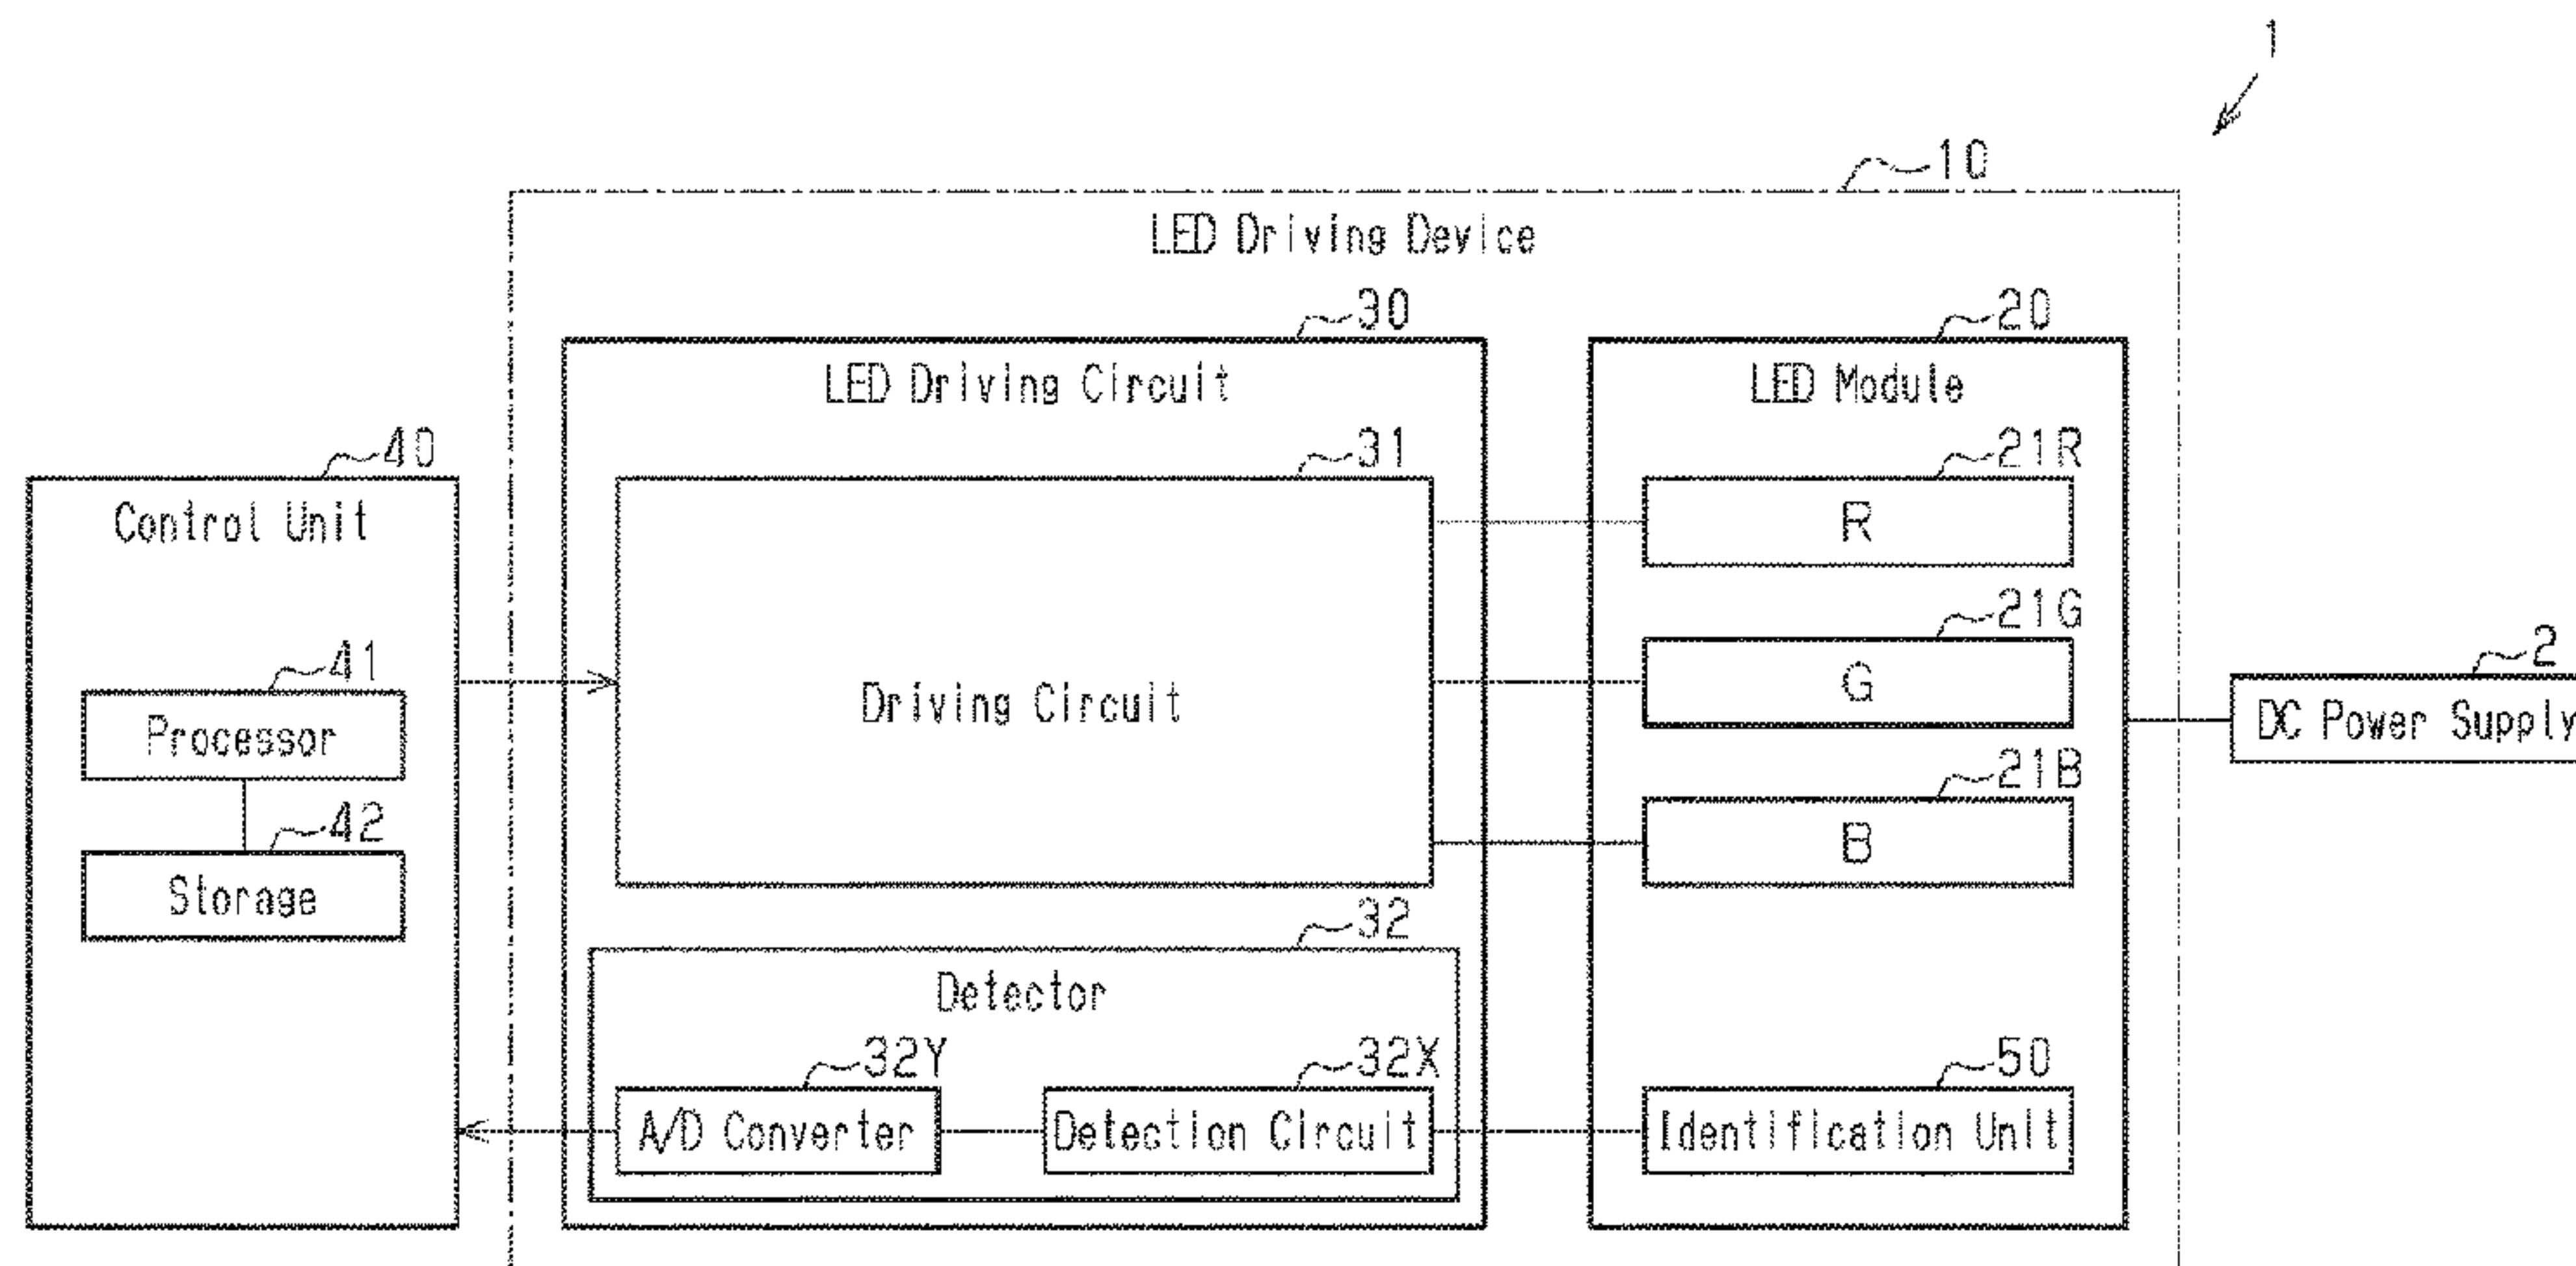 1
10
LED Driving Device
30
20
LED Driving Circuit
LED Module
40
31
21R
Control Unit
R
21G
41
2
Processor
Driving Circuit
G
DC Power Supply
21B
42
B
Storage
32
Detector
32Y
32X
50
A/D Converter
Detection Circuit
Identification Unit